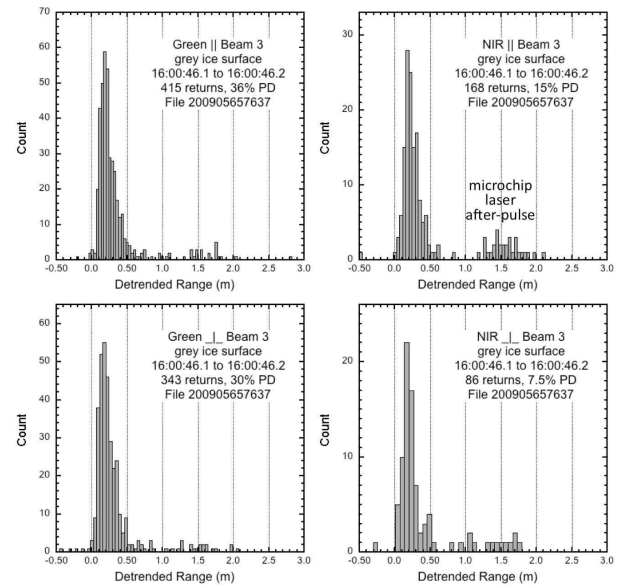 70
60
50
40
30
20
10
0
Count
Green || Beam 3
grey ice surface
16:00:46.1 to 16:00:46.2
415 returns, 36% PD
File 200905657637
-0.50 0.0 0.50 1.0 1.5 2.0 2.5 3.0
Detrended Range (m)
30
20
10
0
Count
NIR || Beam 3
grey ice surface
16:00:46.1 to 16:00:46.2
168 returns, 15% PD
File 200905657637
microchip
laser
after-pulse
-0.50 0.0 0.50 1.0 1.5 2.0 2.5 3.0
Detrended Range (m)
60
50
40
30
20
10
0
Count
Green _|_ Beam 3
grey ice surface
16:00:46.1 to 16:00:46.2
343 returns, 30% PD
File 200905657637
-0.50 0.0 0.50 1.0 1.5 2.0 2.5 3.0
Detrended Range (m)
20
10
0
Count
NIR _|_ Beam 3
grey ice surface
16:00:46.1 to 16:00:46.2
86 returns, 7.5% PD
File 200905657637
-0.50 0.0 0.50 1.0 1.5 2.0 2.5 3.0
Detrended Range (m)